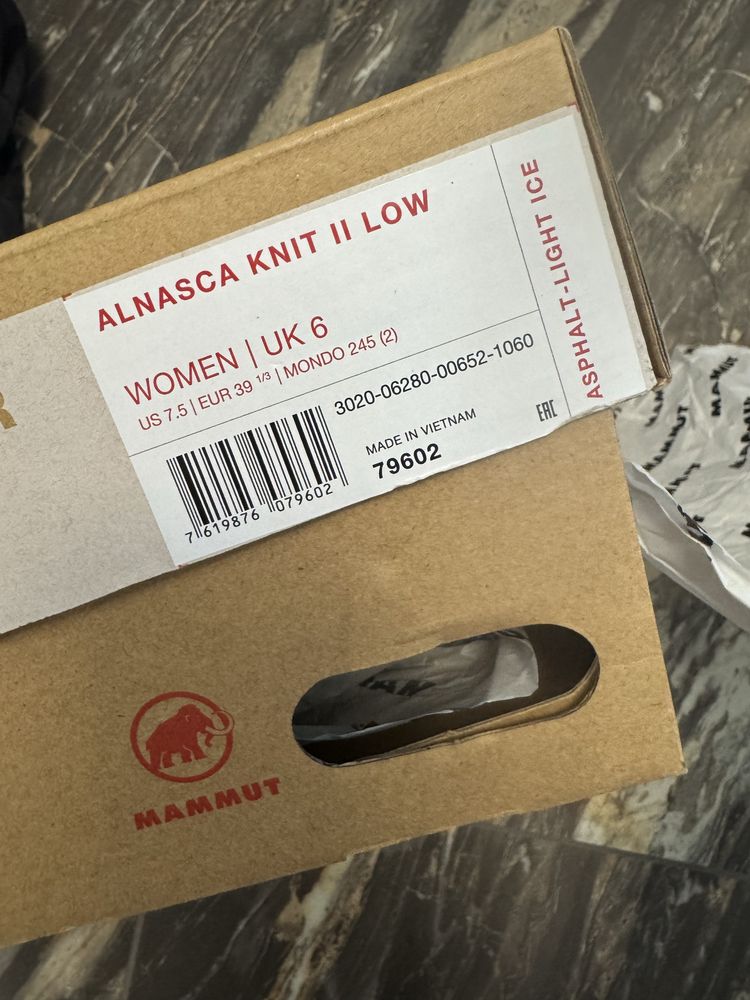 ALNASCA KNIT II LOW
WOMEN | UK 6
US 7.5 | EUR 39 1/3 | MONDO 245 (2)
3020-06280-00652-1060
MADE IN VIETNAM
79602
7 619876 079602
EAC
ASPHALT-LIGHT ICE
R
MAMMUT
MAMMUT